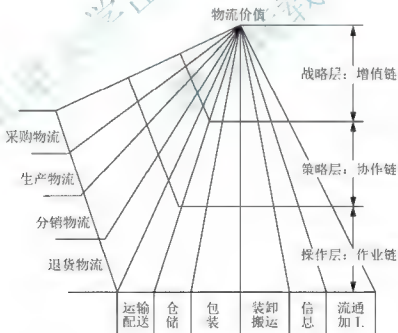 物流价值
战略层：增值链
采购物流
策略层：协作链
生产物流
分销物流
操作层：作业链
退货物流
运输
配送
仓
储
包
装
装卸
搬运
信
息
流通
加工